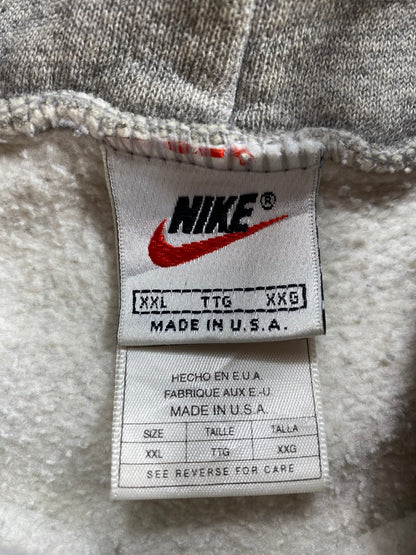 NIKE®
XXL TTG XXG
MADE IN U.S.A.
HECHO EN E.U.A.
FABRIQUE AUX E.-U.
MADE IN U.S.A.
SIZE TAILLE TALLA
XXL TTG XXG
SEE REVERSE FOR CARE